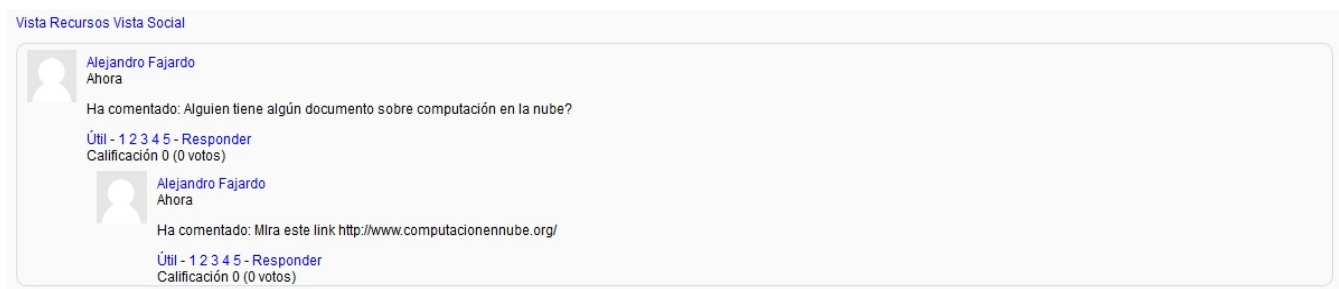 Vista Recursos Vista Social
Alejandro Fajardo
Ahora
Ha comentado: Alguien tiene algún documento sobre computación en la nube?
Útil - 1 2 3 4 5 - Responder
Calificación 0 (0 votos)
Alejandro Fajardo
Ahora
Ha comentado: MIra este link http://www.computacionennube.org/
Útil - 1 2 3 4 5 - Responder
Calificación 0 (0 votos)